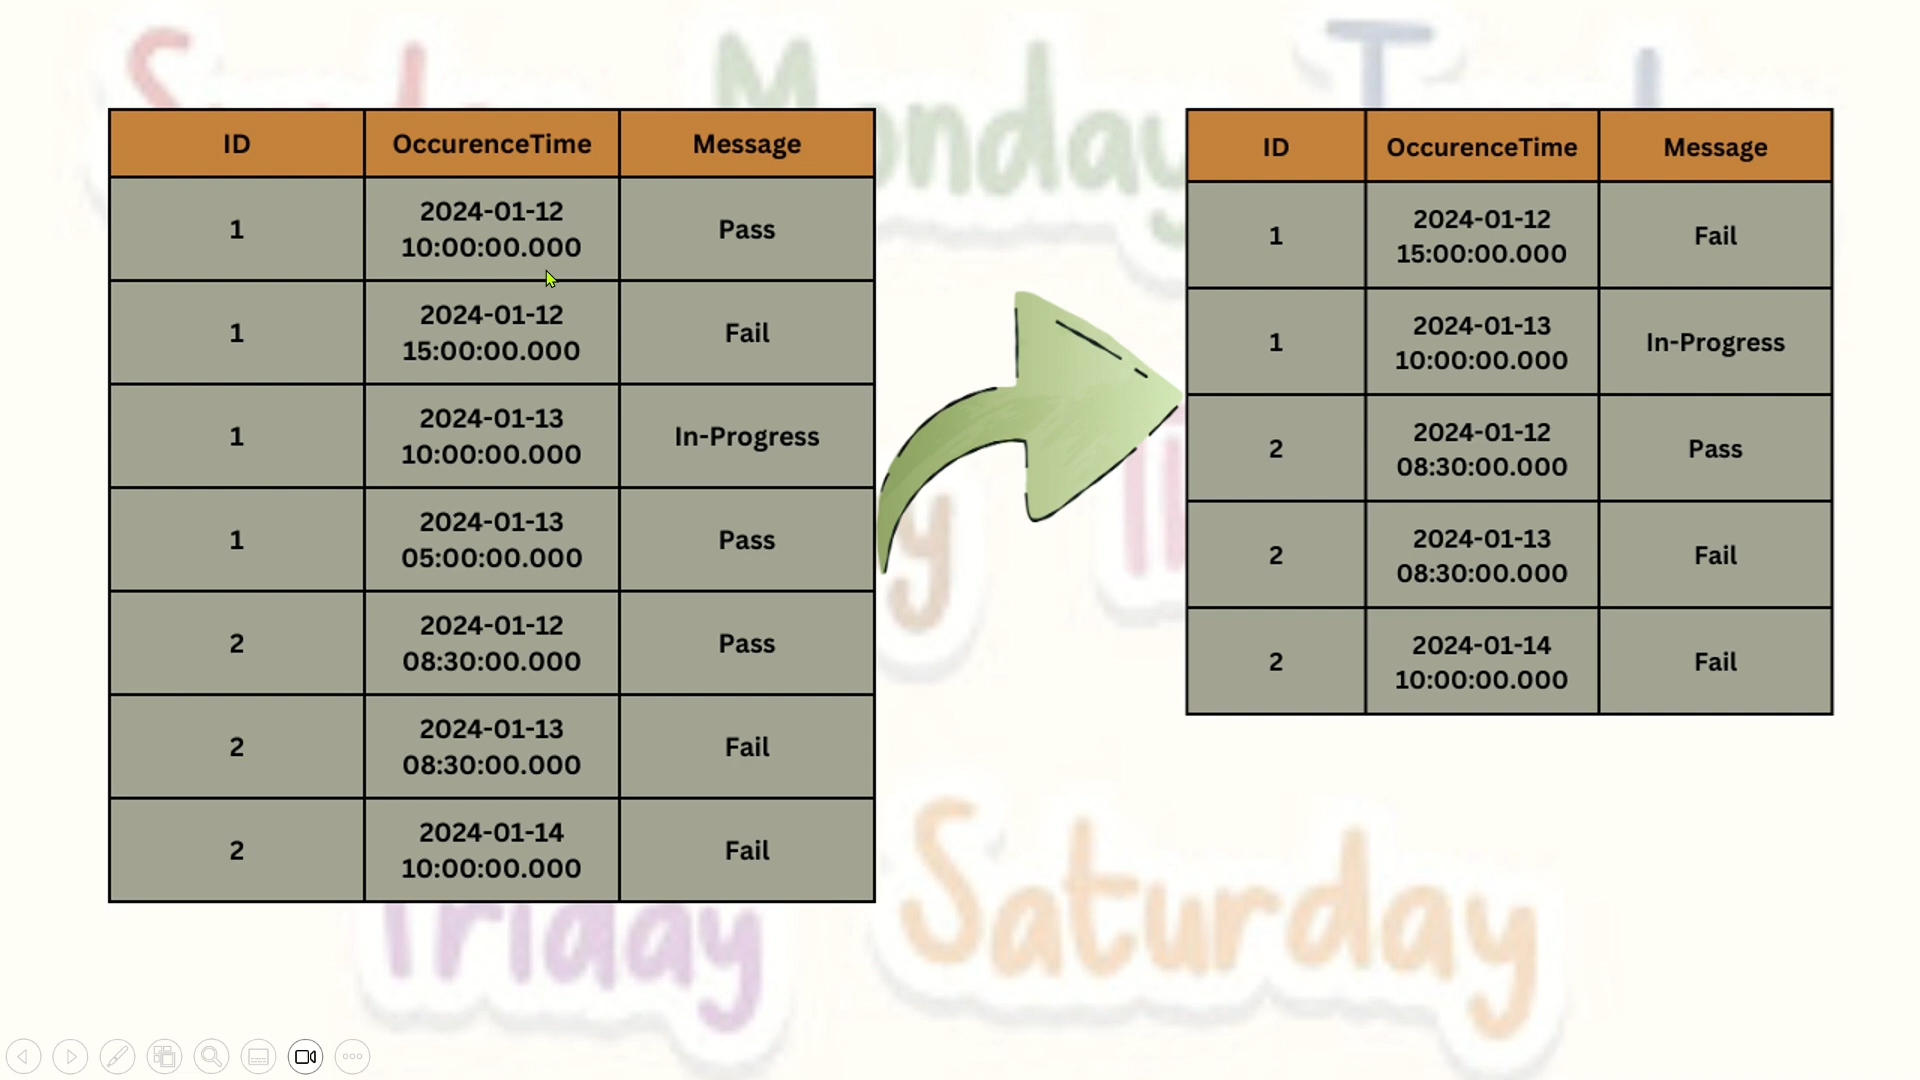 Monday
ID OccurenceTime Message
1 2024-01-12 10:00:00.000 Pass
1 2024-01-12 15:00:00.000 Fail
1 2024-01-13 10:00:00.000 In-Progress
1 2024-01-13 05:00:00.000 Pass
2 2024-01-12 08:30:00.000 Pass
2 2024-01-13 08:30:00.000 Fail
2 2024-01-14 10:00:00.000 Fail
ID OccurenceTime Message
1 2024-01-12 15:00:00.000 Fail
1 2024-01-13 10:00:00.000 In-Progress
2 2024-01-12 08:30:00.000 Pass
2 2024-01-13 08:30:00.000 Fail
2 2024-01-14 10:00:00.000 Fail
Friday
Saturday